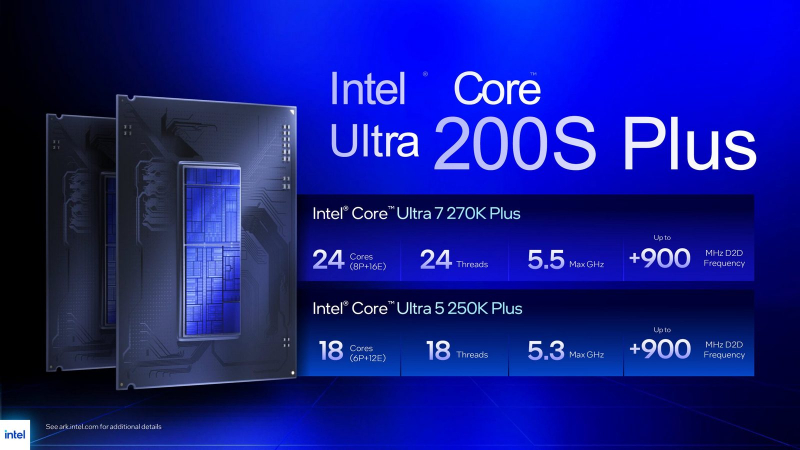 Intel® Core™
Ultra 200S Plus
Intel® Core™ Ultra 7 270K Plus
24 Cores (8P+16E)
24 Threads
5.5 Max GHz
Up to
+900 MHz D2D Frequency
Intel® Core™ Ultra 5 250K Plus
18 Cores (6P+12E)
18 Threads
5.3 Max GHz
Up to
+900 MHz D2D Frequency
See ark.intel.com for additional details
intel